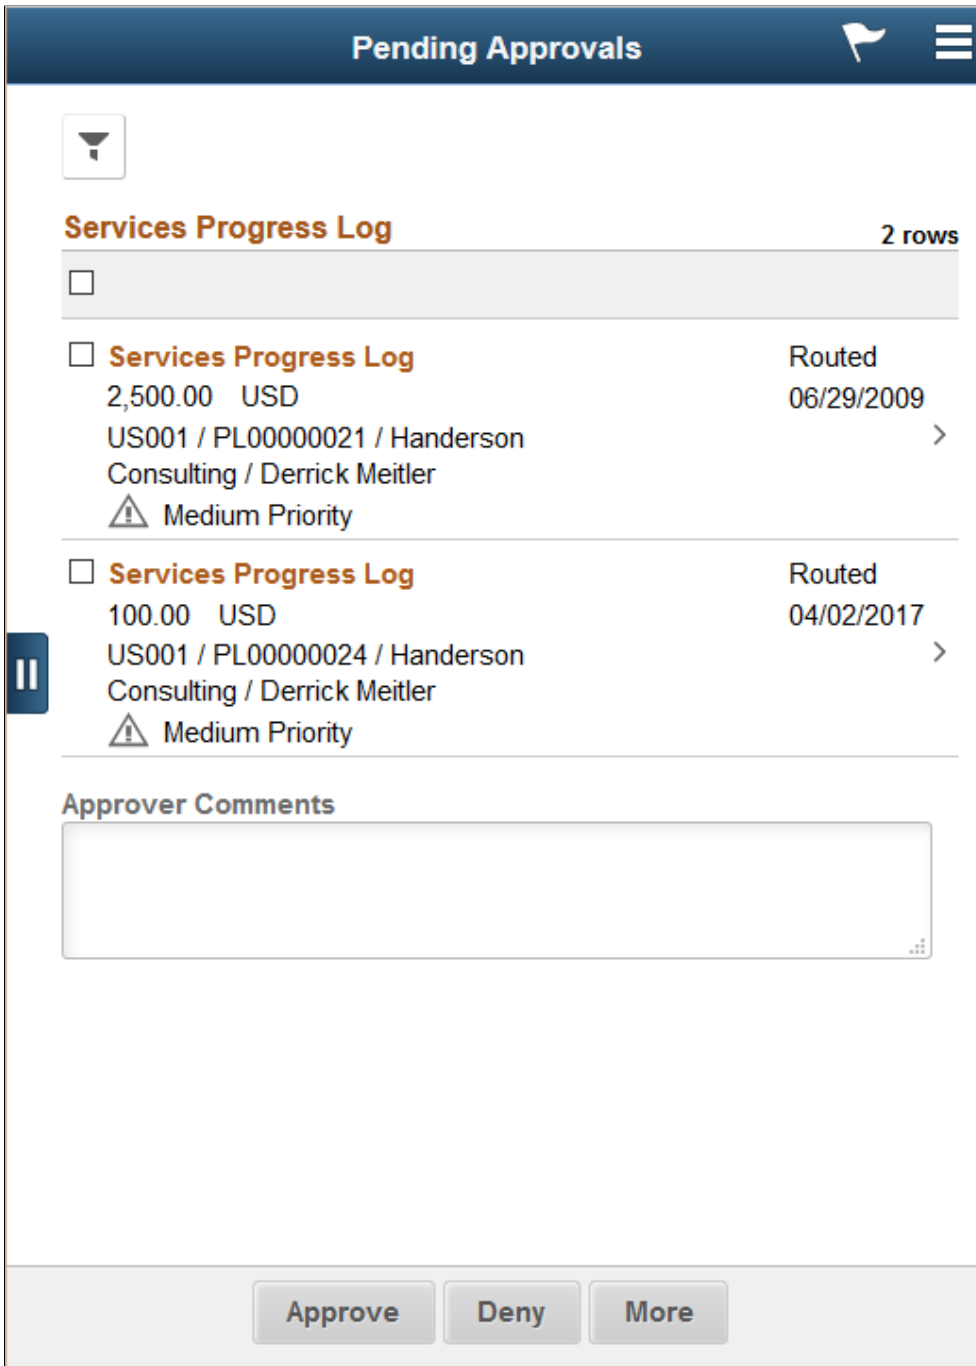 Pending Approvals
Services Progress Log
2 rows
Services Progress Log Routed
2,500.00 USD 06/29/2009
US001 / PL00000021 / Handerson
Consulting / Derrick Meitler
Medium Priority
Services Progress Log Routed
100.00 USD 04/02/2017
US001 / PL00000024 / Handerson
Consulting / Derrick Meitler
Medium Priority
Approver Comments
Approve Deny More